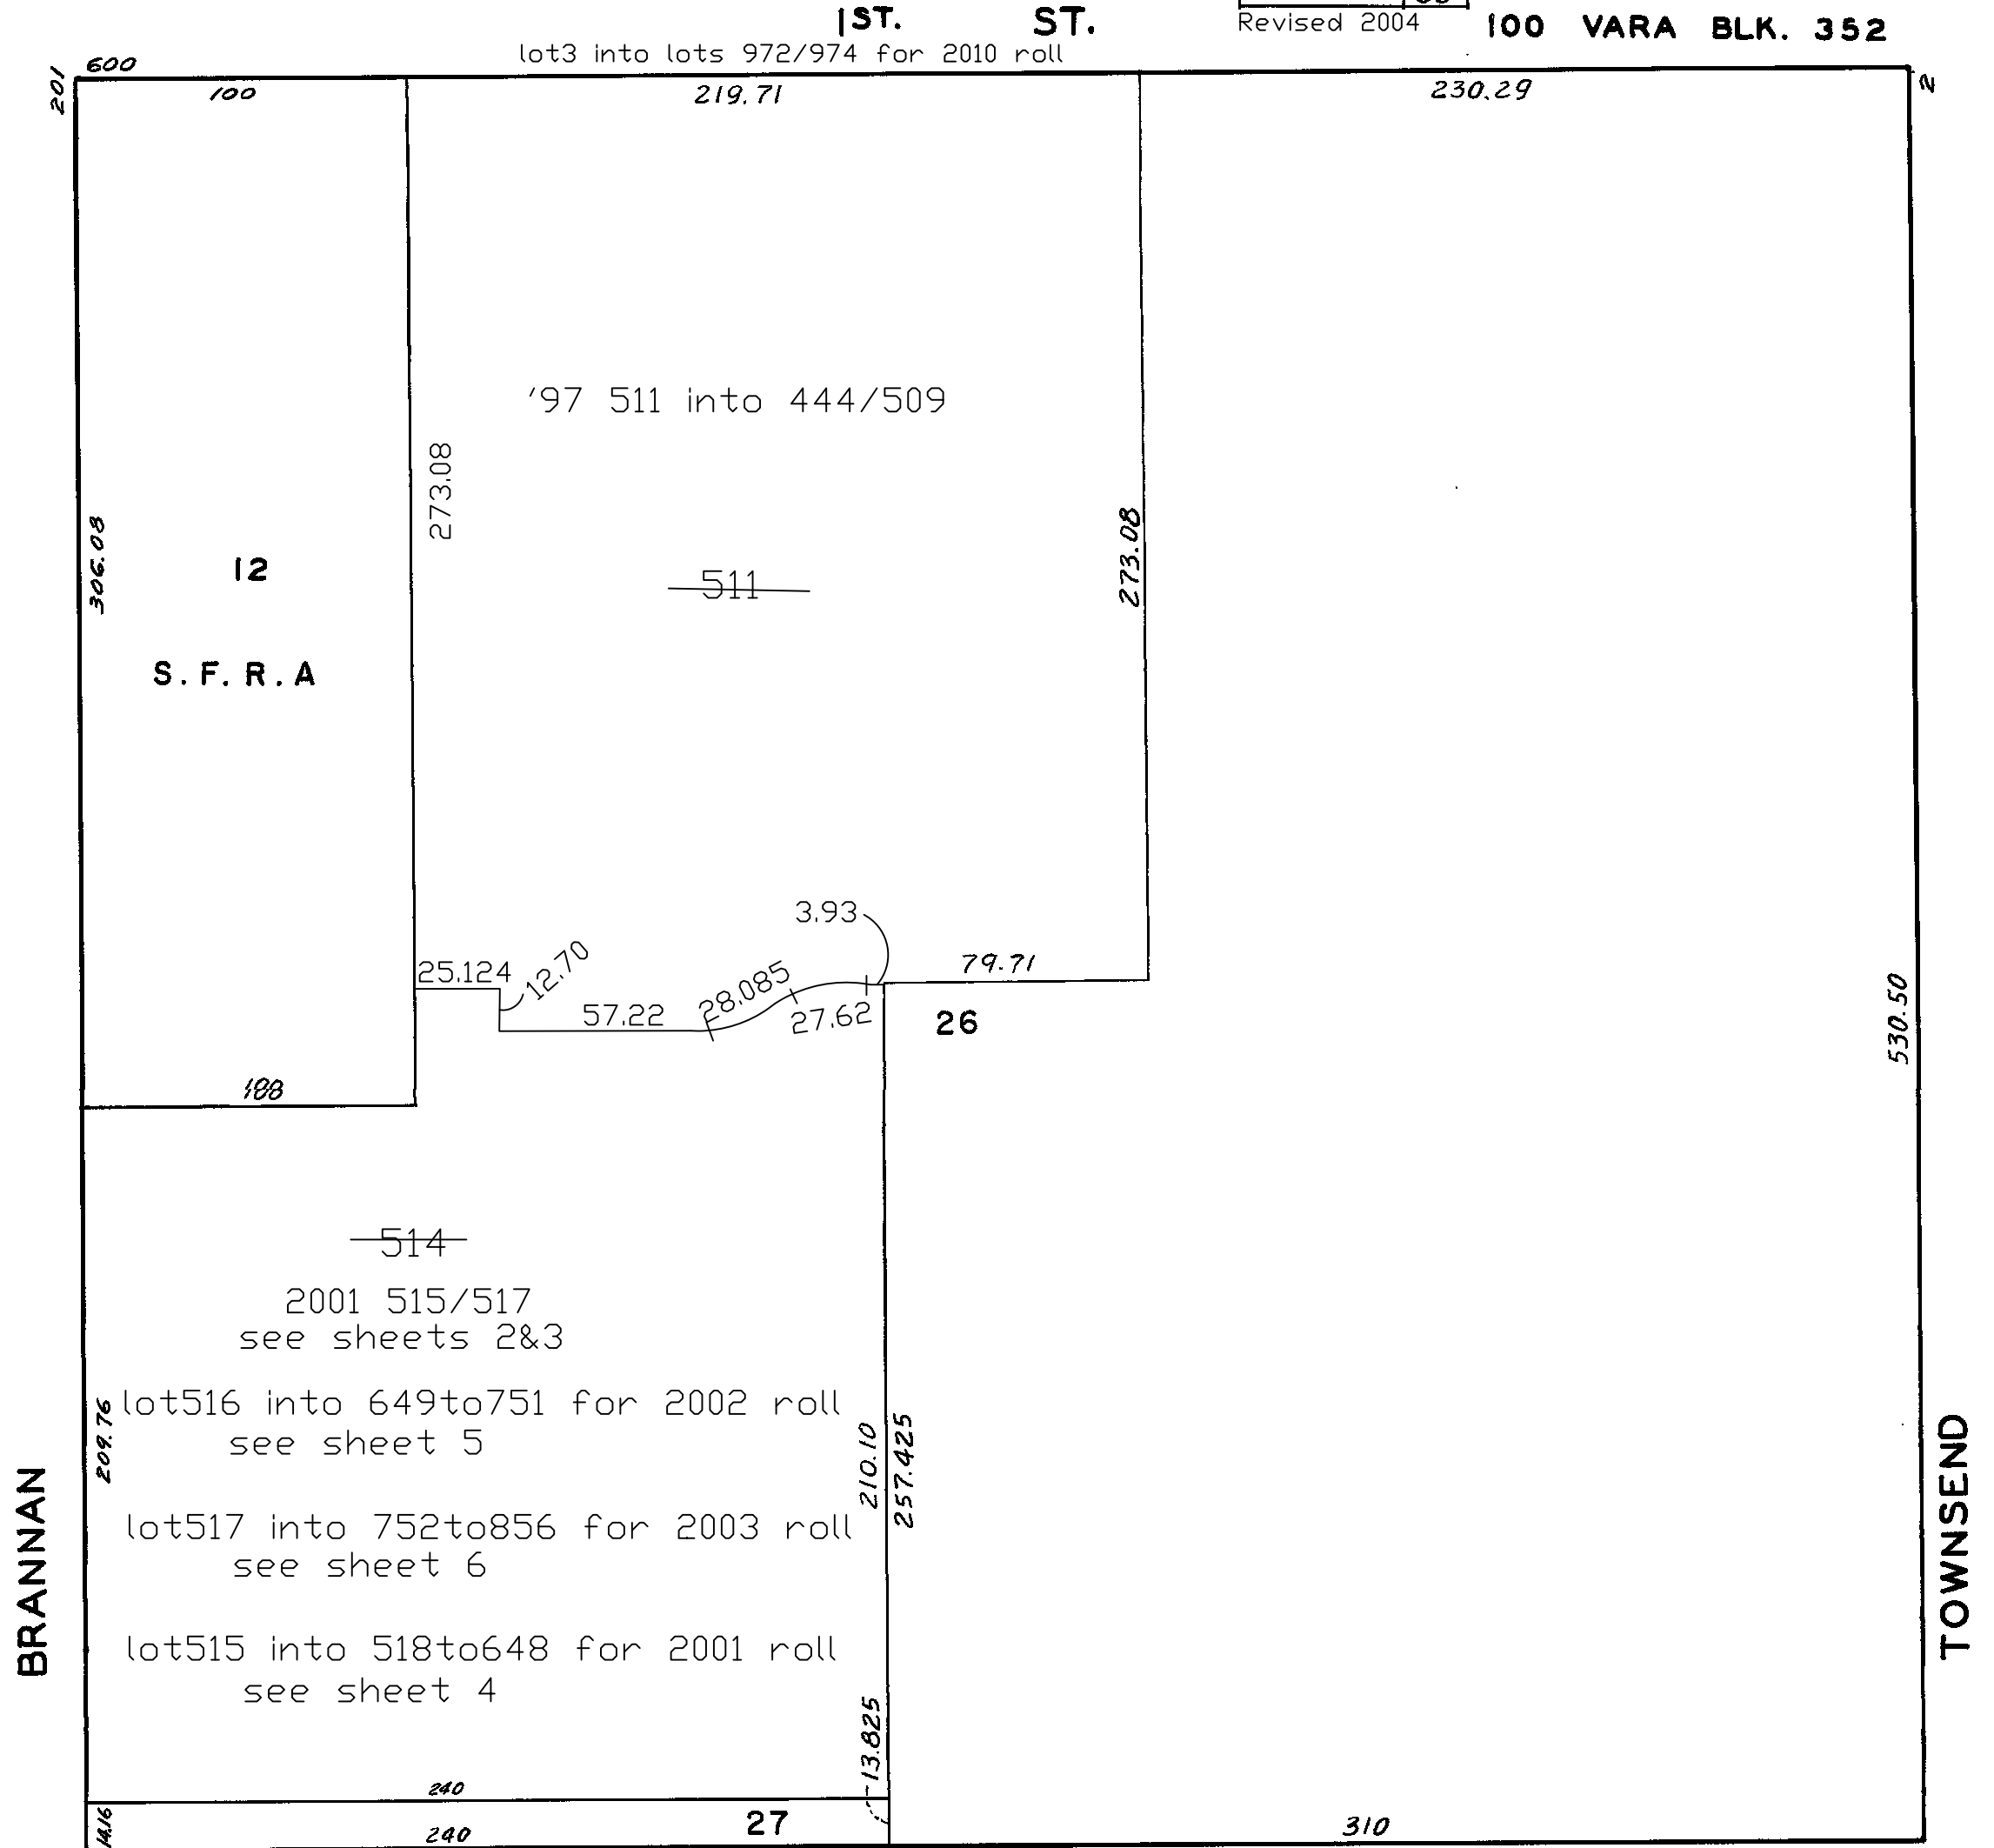 1ST. ST.
Revised 2004
100 VARA BLK. 352
lot3 into lots 972/974 for 2010 roll
201
600
100
219.71
230.29
2
'97 511 into 444/509
273.08
306.08
273.08
12
511
S.F.R.A
3.93
25.124
12.70
57.22
28.085
27.62
79.71
26
530.50
514
2001 515/517
see sheets 2&3
lot516 into 649to751 for 2002 roll
see sheet 5
209.76
210.10
257.425
lot517 into 752to856 for 2003 roll
see sheet 6
BRANNAN
TOWNSEND
lot515 into 518to648 for 2001 roll
see sheet 4
13.825
240
14.16
27
240
310